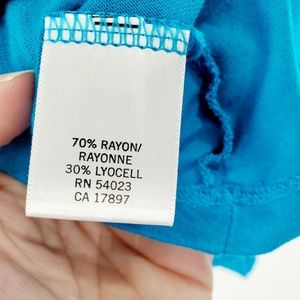 70% RAYON/
RAYONNE
30% LYOCELL
RN 54023
CA 17897